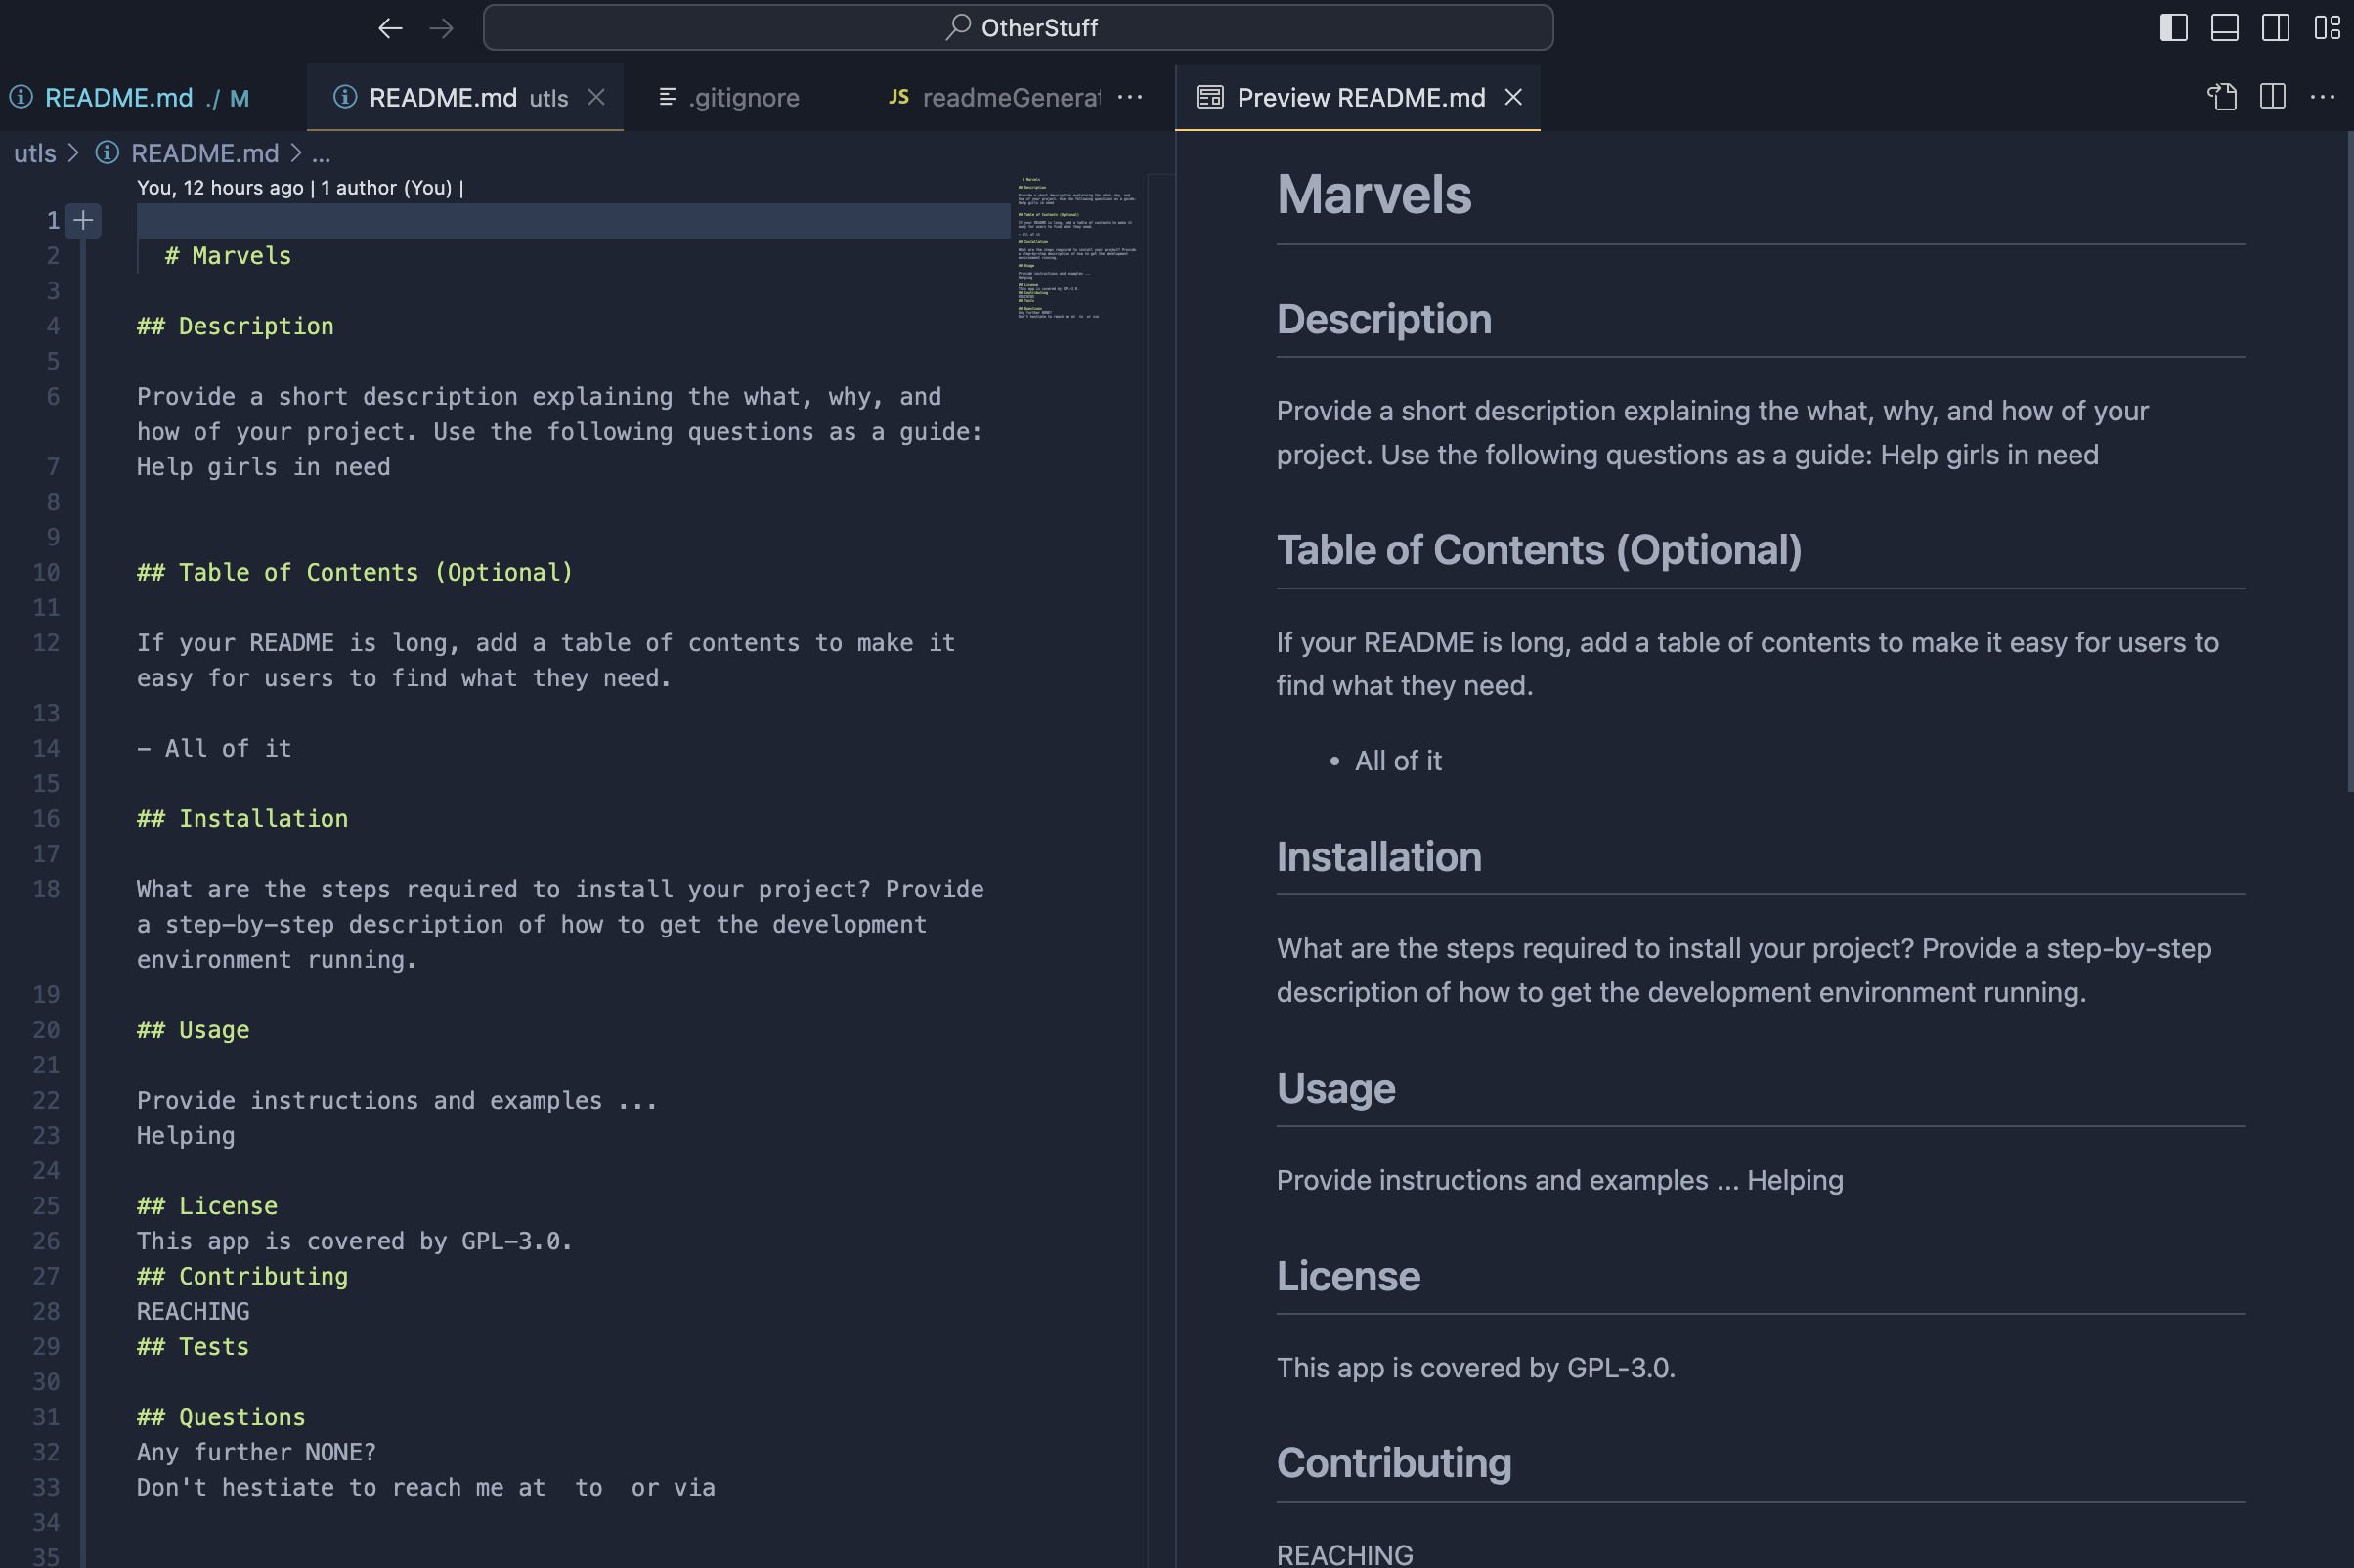 OtherStuff
README.md ./ M
README.md utls
.gitignore
JS readmeGenerat ...
Preview README.md
utls > README.md > ...
You, 12 hours ago | 1 author (You) |
1
2 # Marvels
3
4 ## Description
5
6 Provide a short description explaining the what, why, and
how of your project. Use the following questions as a guide:
7 Help girls in need
8
9
10 ## Table of Contents (Optional)
11
12 If your README is long, add a table of contents to make it
easy for users to find what they need.
13
14 - All of it
15
16 ## Installation
17
18 What are the steps required to install your project? Provide
a step-by-step description of how to get the development
environment running.
19
20 ## Usage
21
22 Provide instructions and examples ...
23 Helping
24
25 ## License
26 This app is covered by GPL-3.0.
27 ## Contributing
28 REACHING
29 ## Tests
30
31 ## Questions
32 Any further NONE?
33 Don't hestiate to reach me at  to  or via
34
35
Marvels
Description
Provide a short description explaining the what, why, and how of your
project. Use the following questions as a guide: Help girls in need
Table of Contents (Optional)
If your README is long, add a table of contents to make it easy for users to
find what they need.
• All of it
Installation
What are the steps required to install your project? Provide a step-by-step
description of how to get the development environment running.
Usage
Provide instructions and examples ... Helping
License
This app is covered by GPL-3.0.
Contributing
REACHING